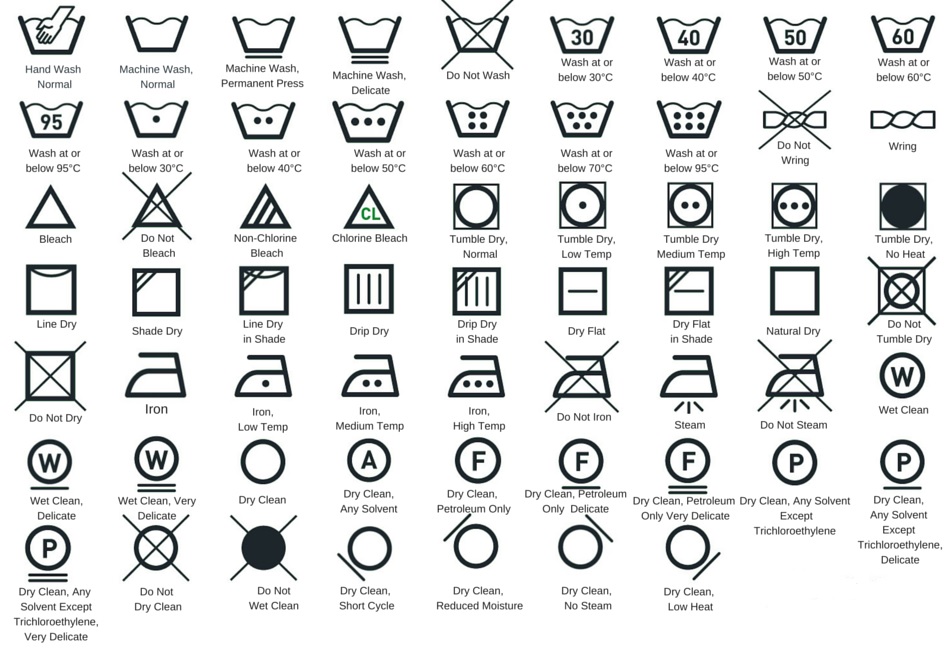 Hand Wash
Normal
Machine Wash,
Normal
Machine Wash,
Permanent Press
Machine Wash,
Delicate
Do Not Wash
30
Wash at or
below 30°C
40
Wash at or
below 40°C
50
Wash at or
below 50°C
60
Wash at or
below 60°C
95
Wash at or
below 95°C
Wash at or
below 30°C
Wash at or
below 40°C
Wash at or
below 50°C
Wash at or
below 60°C
Wash at or
below 70°C
Wash at or
below 95°C
Do Not
Wring
Wring
Bleach
Do Not
Bleach
Non-Chlorine
Bleach
CL
Chlorine Bleach
Tumble Dry,
Normal
Tumble Dry,
Low Temp
Tumble Dry
Medium Temp
Tumble Dry,
High Temp
Tumble Dry,
No Heat
Line Dry
Shade Dry
Line Dry
in Shade
Drip Dry
Drip Dry
in Shade
Dry Flat
Dry Flat
in Shade
Natural Dry
Do Not
Tumble Dry
Do Not Dry
Iron
Iron,
Low Temp
Iron,
Medium Temp
Iron,
High Temp
Do Not Iron
Steam
Do Not Steam
W
Wet Clean
W
Wet Clean,
Delicate
W
Wet Clean, Very
Delicate
Dry Clean
A
Dry Clean,
Any Solvent
F
Dry Clean,
Petroleum Only
F
Dry Clean, Petroleum
Only Delicate
F
Dry Clean, Petroleum
Only Very Delicate
P
Dry Clean, Any Solvent
Except
Trichloroethylene
P
Dry Clean,
Any Solvent
Except
Trichloroethylene,
Delicate
P
Dry Clean, Any
Solvent Except
Trichloroethylene,
Very Delicate
Do Not
Dry Clean
Do Not
Wet Clean
Dry Clean,
Short Cycle
Dry Clean,
Reduced Moisture
Dry Clean,
No Steam
Dry Clean,
Low Heat